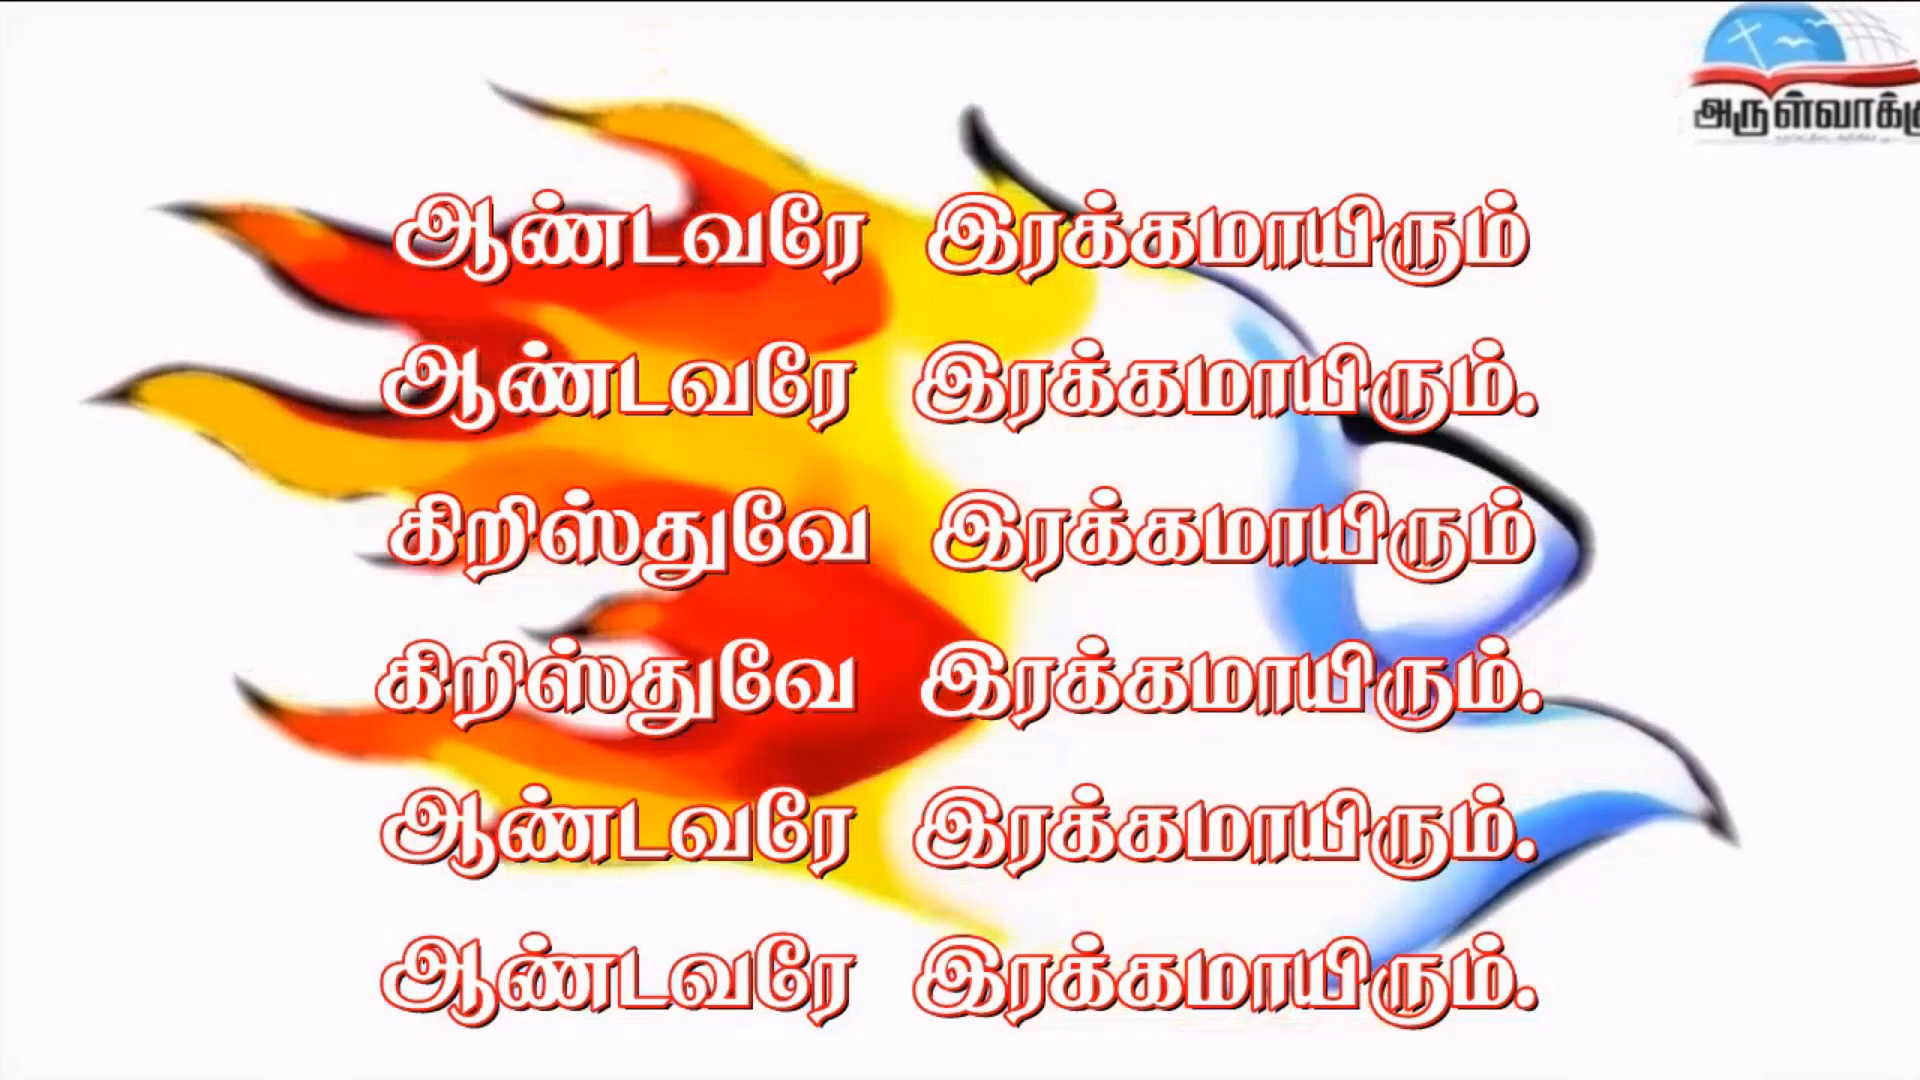 அருள்வாக்கு
ஆண்டவரே இரக்கமாயிரும்
ஆண்டவரே இரக்கமாயிரும்.
கிறிஸ்துவே இரக்கமாயிரும்
கிறிஸ்துவே இரக்கமாயிரும்.
ஆண்டவரே இரக்கமாயிரும்.
ஆண்டவரே இரக்கமாயிரும்.